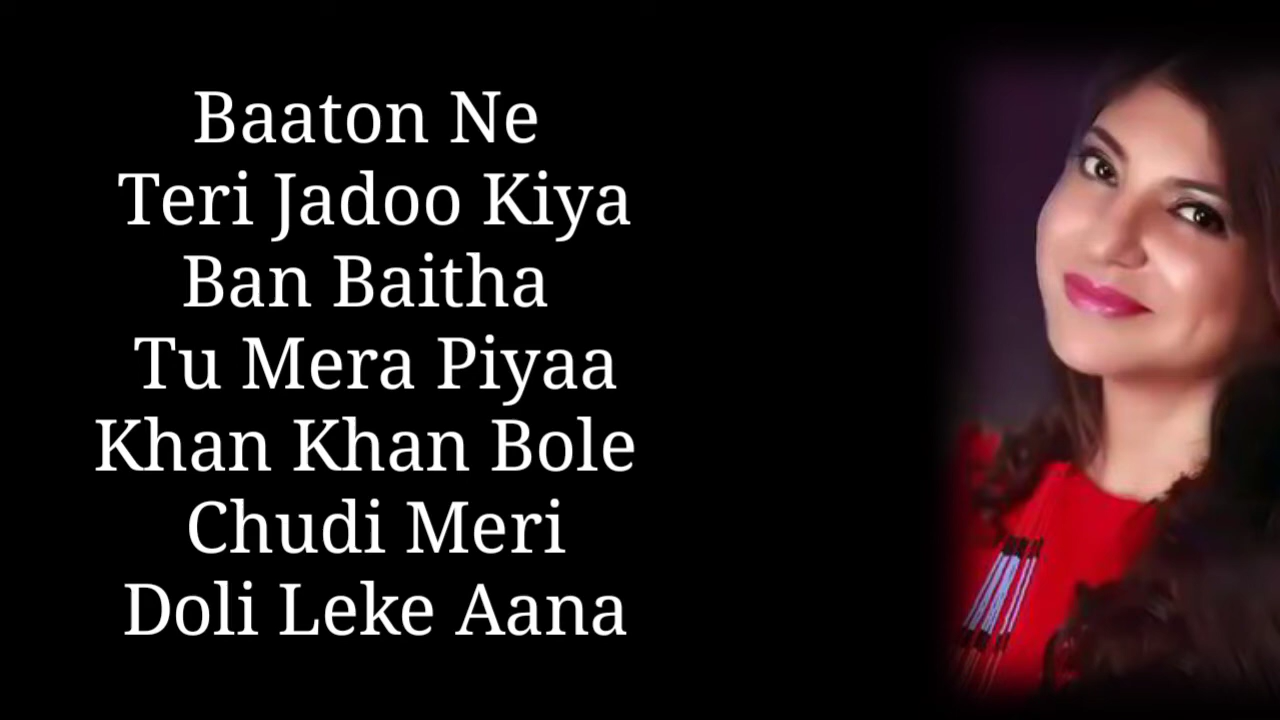 Baaton Ne
Teri Jadoo Kiya
Ban Baitha
Tu Mera Piyaa
Khan Khan Bole
Chudi Meri
Doli Leke Aana